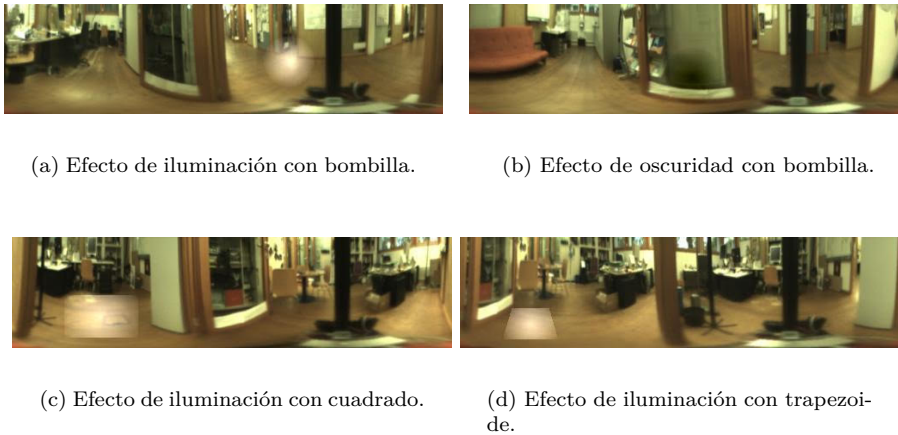 (a) Efecto de iluminación con bombilla.
(b) Efecto de oscuridad con bombilla.
(c) Efecto de iluminación con cuadrado.
(d) Efecto de iluminación con trapezoi-
de.